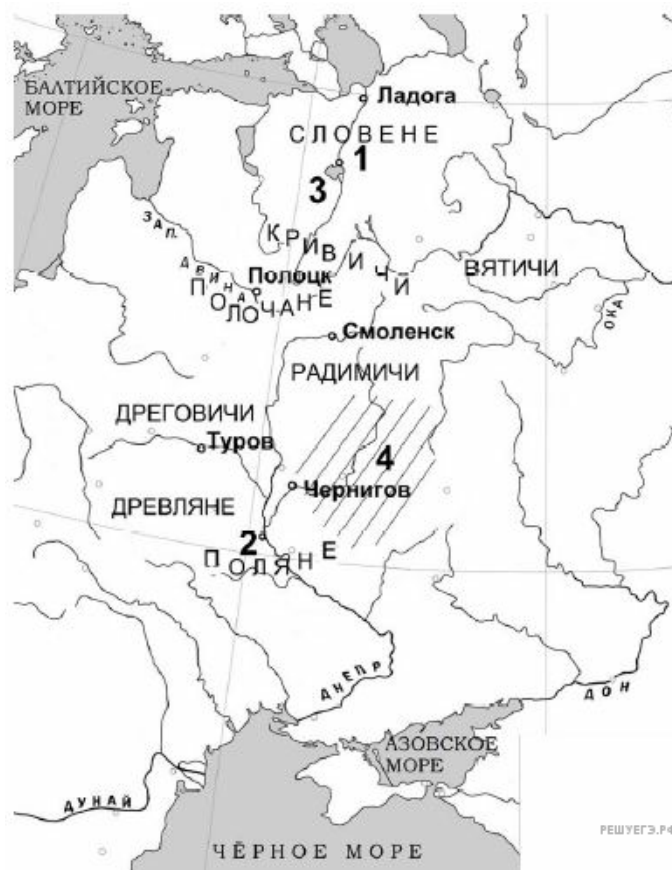 БАЛТИЙСКОЕ
МОРЕ
Ладога
СЛОВЕНЕ
1
3
КРИВИЧИ
ЗАП. ДВИНА
Полоцк
ПОЛОЧАНЕ
ВЯТИЧИ
ОКА
Смоленск
РАДИМИЧИ
ДРЕГОВИЧИ
Туров
4
Чернигов
ДРЕВЛЯНЕ
2
ПОЛЯНЕ
ДНЕПР
ДОН
АЗОВСКОЕ
МОРЕ
ДУНАЙ
ЧЁРНОЕ МОРЕ
РЕШУЕГЭ.РФ